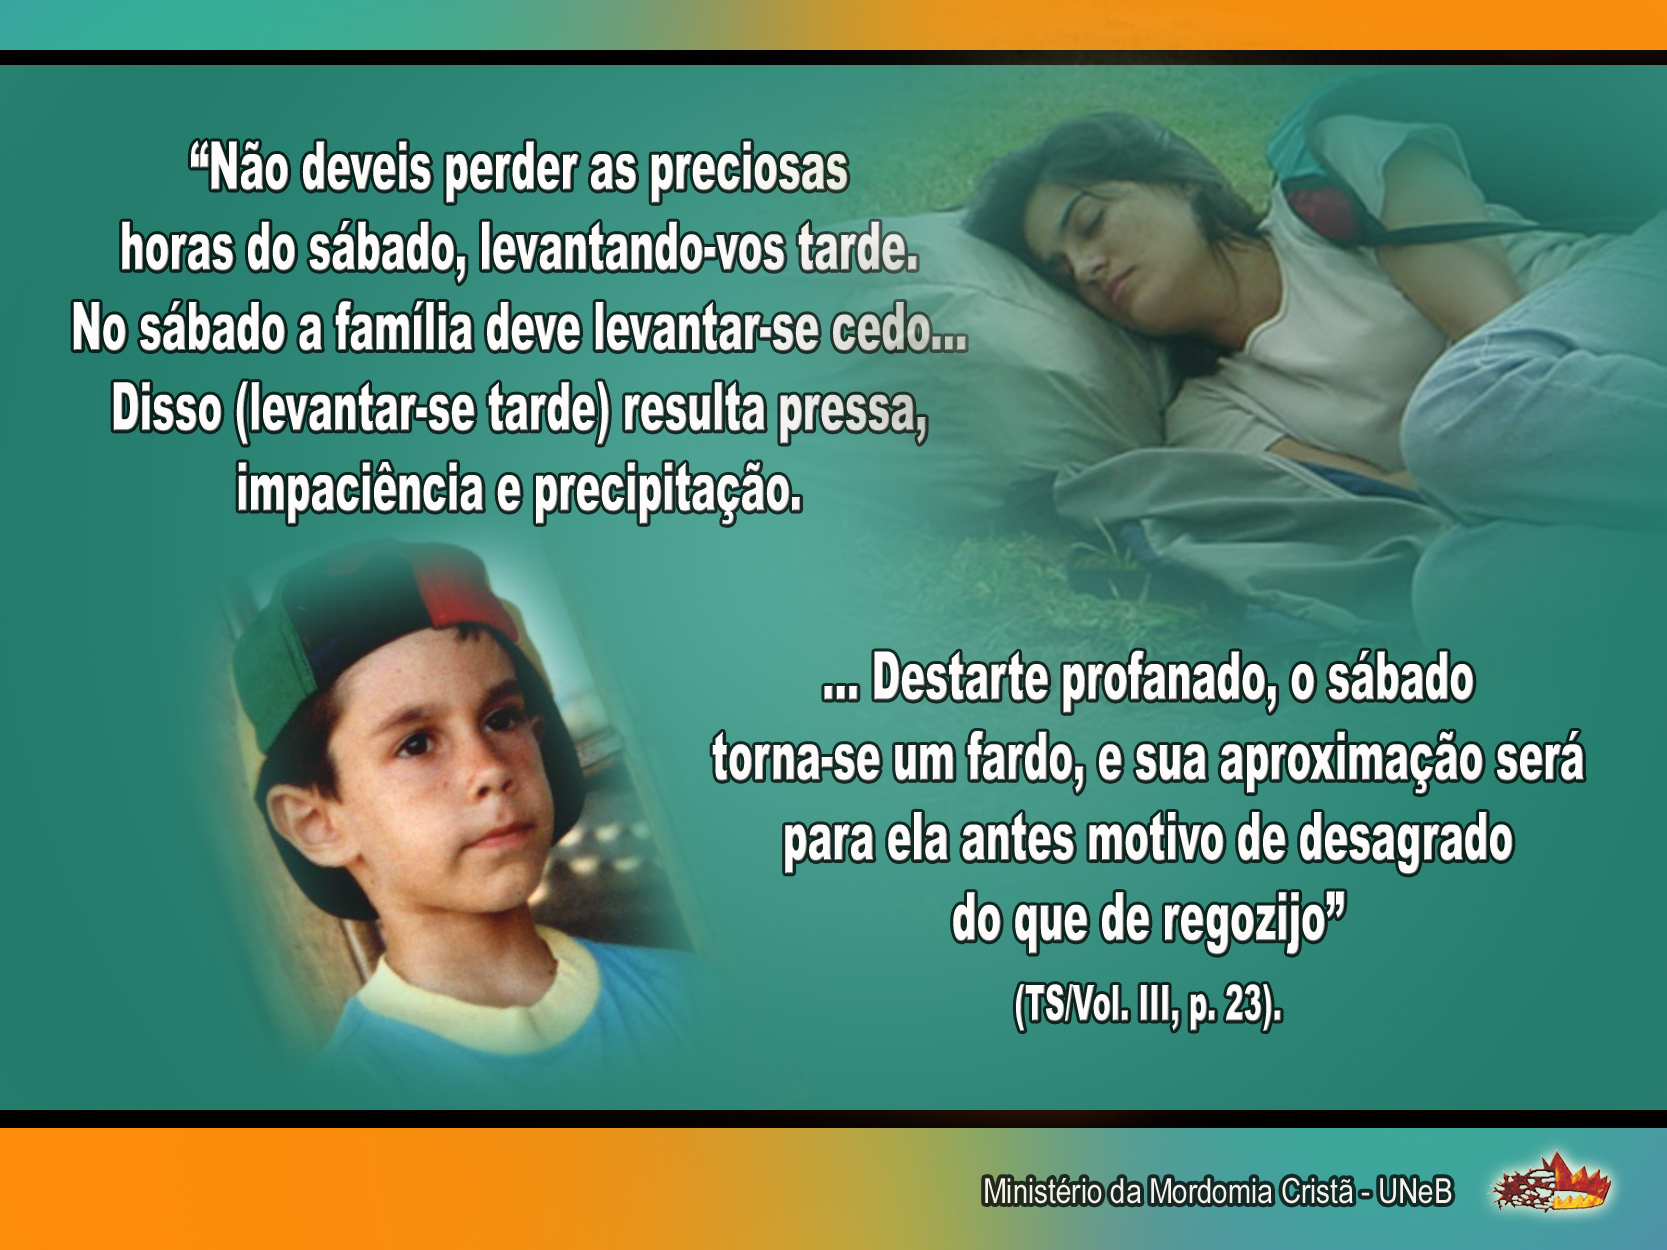 “Não deveis perder as preciosas
horas do sábado, levantando-vos tarde.
No sábado a família deve levantar-se cedo...
Disso (levantar-se tarde) resulta pressa,
impaciência e precipitação.
... Destarte profanado, o sábado
torna-se um fardo, e sua aproximação será
para ela antes motivo de desagrado
do que de regozijo”
(TS/Vol. III, p. 23).
Ministério da Mordomia Cristã - UNeB